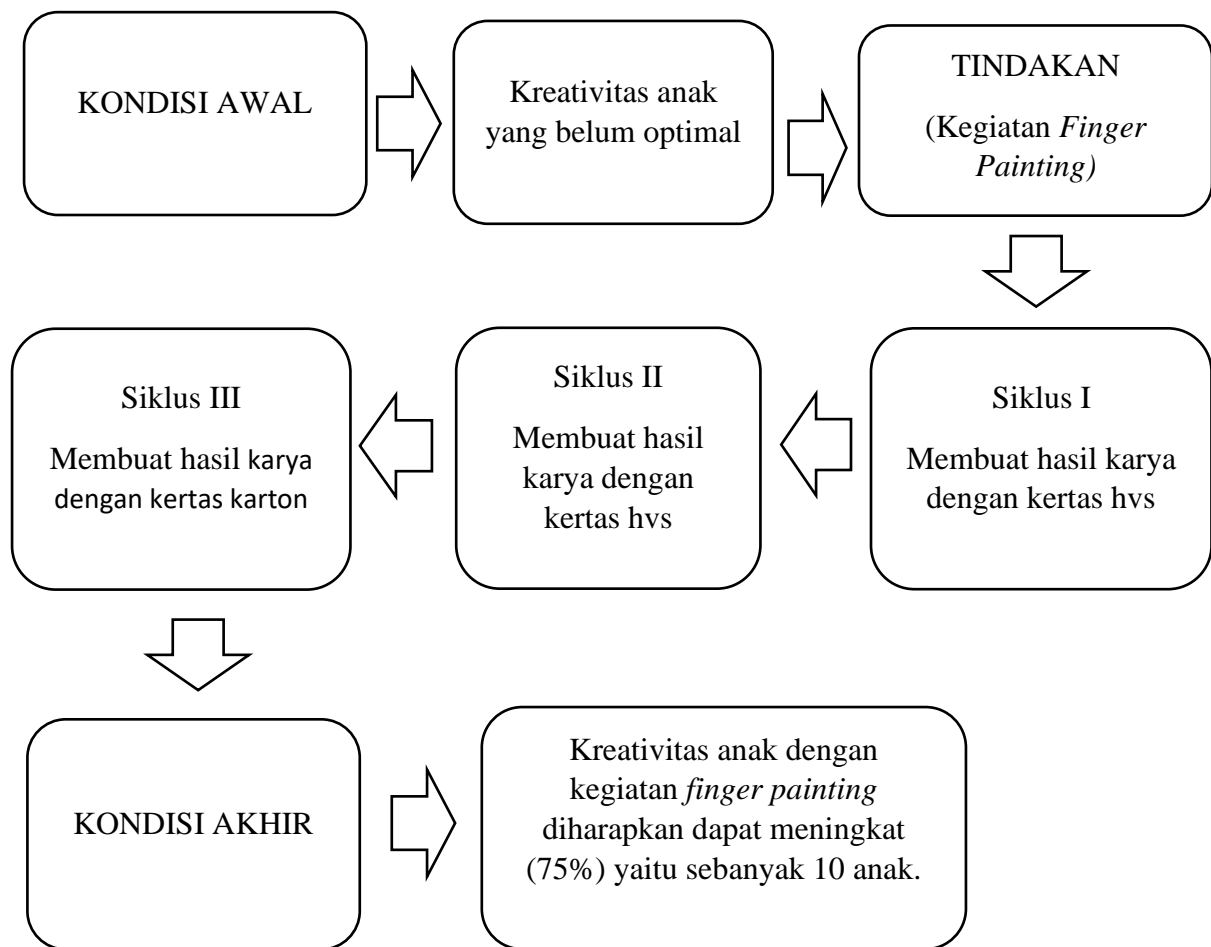 KONDISI AWAL
Kreativitas anak
yang belum optimal
TINDAKAN
(Kegiatan Finger
Painting)
Siklus I
Membuat hasil karya
dengan kertas hvs
Siklus II
Membuat hasil
karya dengan
kertas hvs
Siklus III
Membuat hasil karya
dengan kertas karton
KONDISI AKHIR
Kreativitas anak dengan
kegiatan finger painting
diharapkan dapat meningkat
(75%) yaitu sebanyak 10 anak.